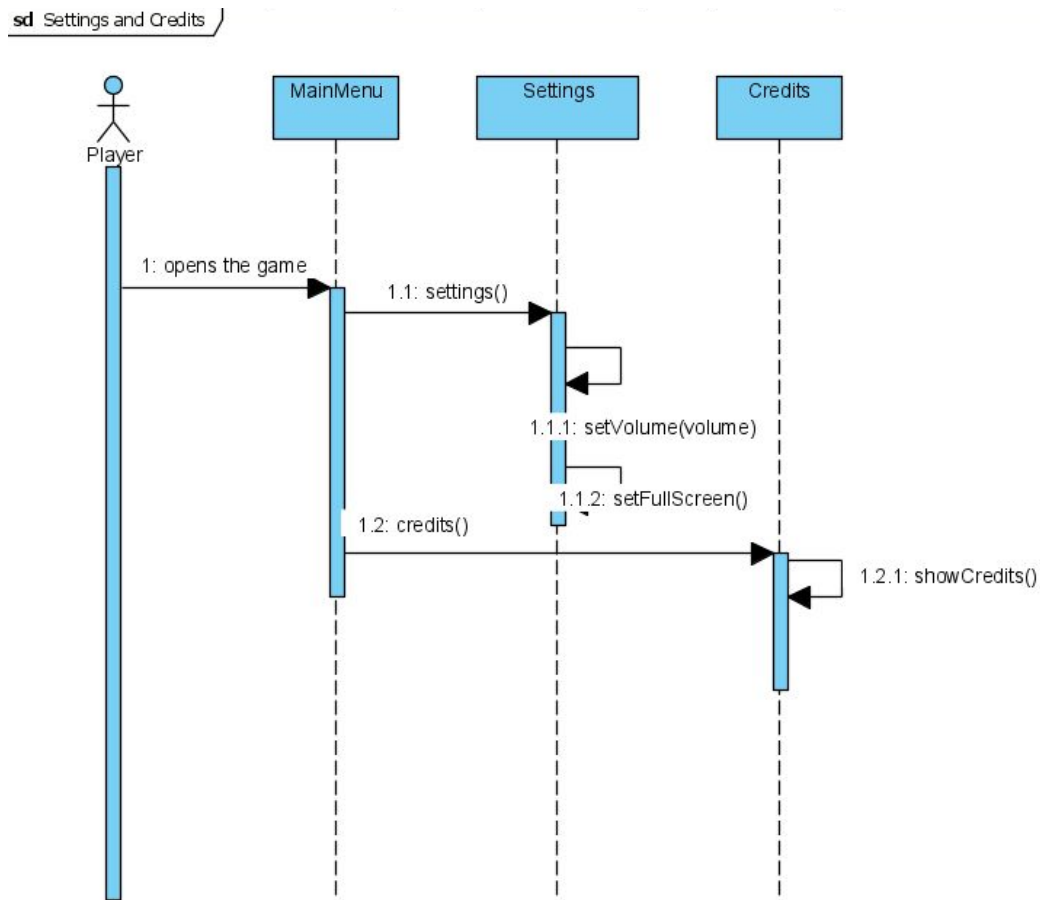 sd Settings and Credits
MainMenu
Settings
Credits
Player
1: opens the game
1.1: settings()
1.1.1: setVolume(volume)
1.1.2: setFullScreen()
1.2: credits()
1.2.1: showCredits()